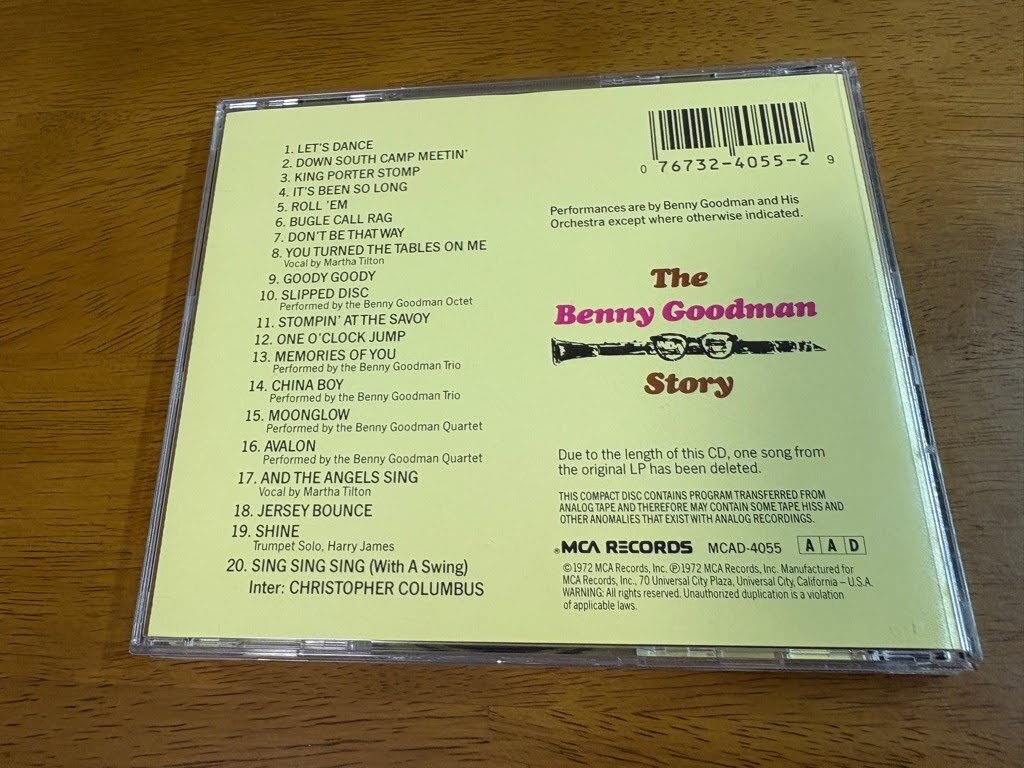 1. LET'S DANCE
2. DOWN SOUTH CAMP MEETIN'
3. KING PORTER STOMP
4. IT'S BEEN SO LONG
5. ROLL 'EM
6. BUGLE CALL RAG
7. DON'T BE THAT WAY
8. YOU TURNED THE TABLES ON ME
Vocal by Martha Tilton
9. GOODY GOODY
10. SLIPPED DISC
Performed by the Benny Goodman Octet
11. STOMPIN' AT THE SAVOY
12. ONE O'CLOCK JUMP
13. MEMORIES OF YOU
Performed by the Benny Goodman Trio
14. CHINA BOY
Performed by the Benny Goodman Trio
15. MOONGLOW
Performed by the Benny Goodman Quartet
16. AVALON
Performed by the Benny Goodman Quartet
17. AND THE ANGELS SING
Vocal by Martha Tilton
18. JERSEY BOUNCE
19. SHINE
Trumpet Solo, Harry James
20. SING SING SING (With A Swing)
Inter: CHRISTOPHER COLUMBUS
0 76732-4055-2 9
Performances are by Benny Goodman and His
Orchestra except where otherwise indicated.
The
Benny Goodman
Story
Due to the length of this CD, one song from
the original LP has been deleted.
THIS COMPACT DISC CONTAINS PROGRAM TRANSFERRED FROM
ANALOG TAPE AND THEREFORE MAY CONTAIN SOME TAPE HISS AND
OTHER ANOMALIES THAT EXIST WITH ANALOG RECORDINGS.
®MCA RECORDS MCAD-4055 A A D
©1972 MCA Records, Inc. ℗1972 MCA Records, Inc. Manufactured for
MCA Records, Inc., 70 Universal City Plaza, Universal City, California – U.S.A.
WARNING: All rights reserved. Unauthorized duplication is a violation
of applicable laws.